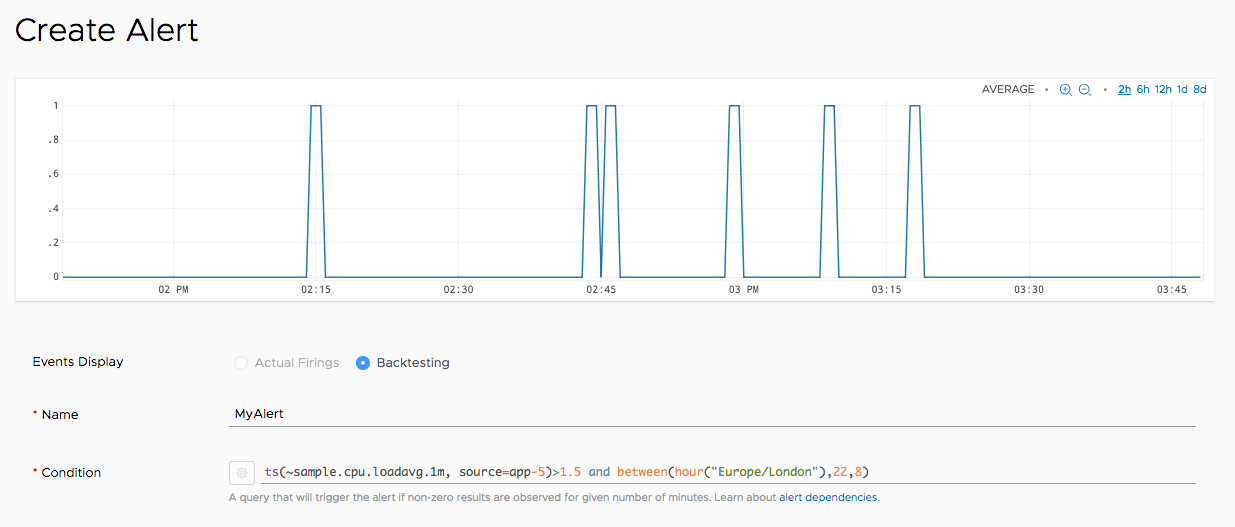 Create Alert
AVERAGE • • 2h 6h 12h 1d 8d
1
.8
.6
.4
.2
0
02 PM 02:15 02:30 02:45 03 PM 03:15 03:30 03:45
Events Display Actual Firings Backtesting
* Name MyAlert
* Condition ts(~sample.cpu.loadavg.1m, source=app-5)>1.5 and between(hour("Europe/London"),22,8)
A query that will trigger the alert if non-zero results are observed for given number of minutes. Learn about alert dependencies.